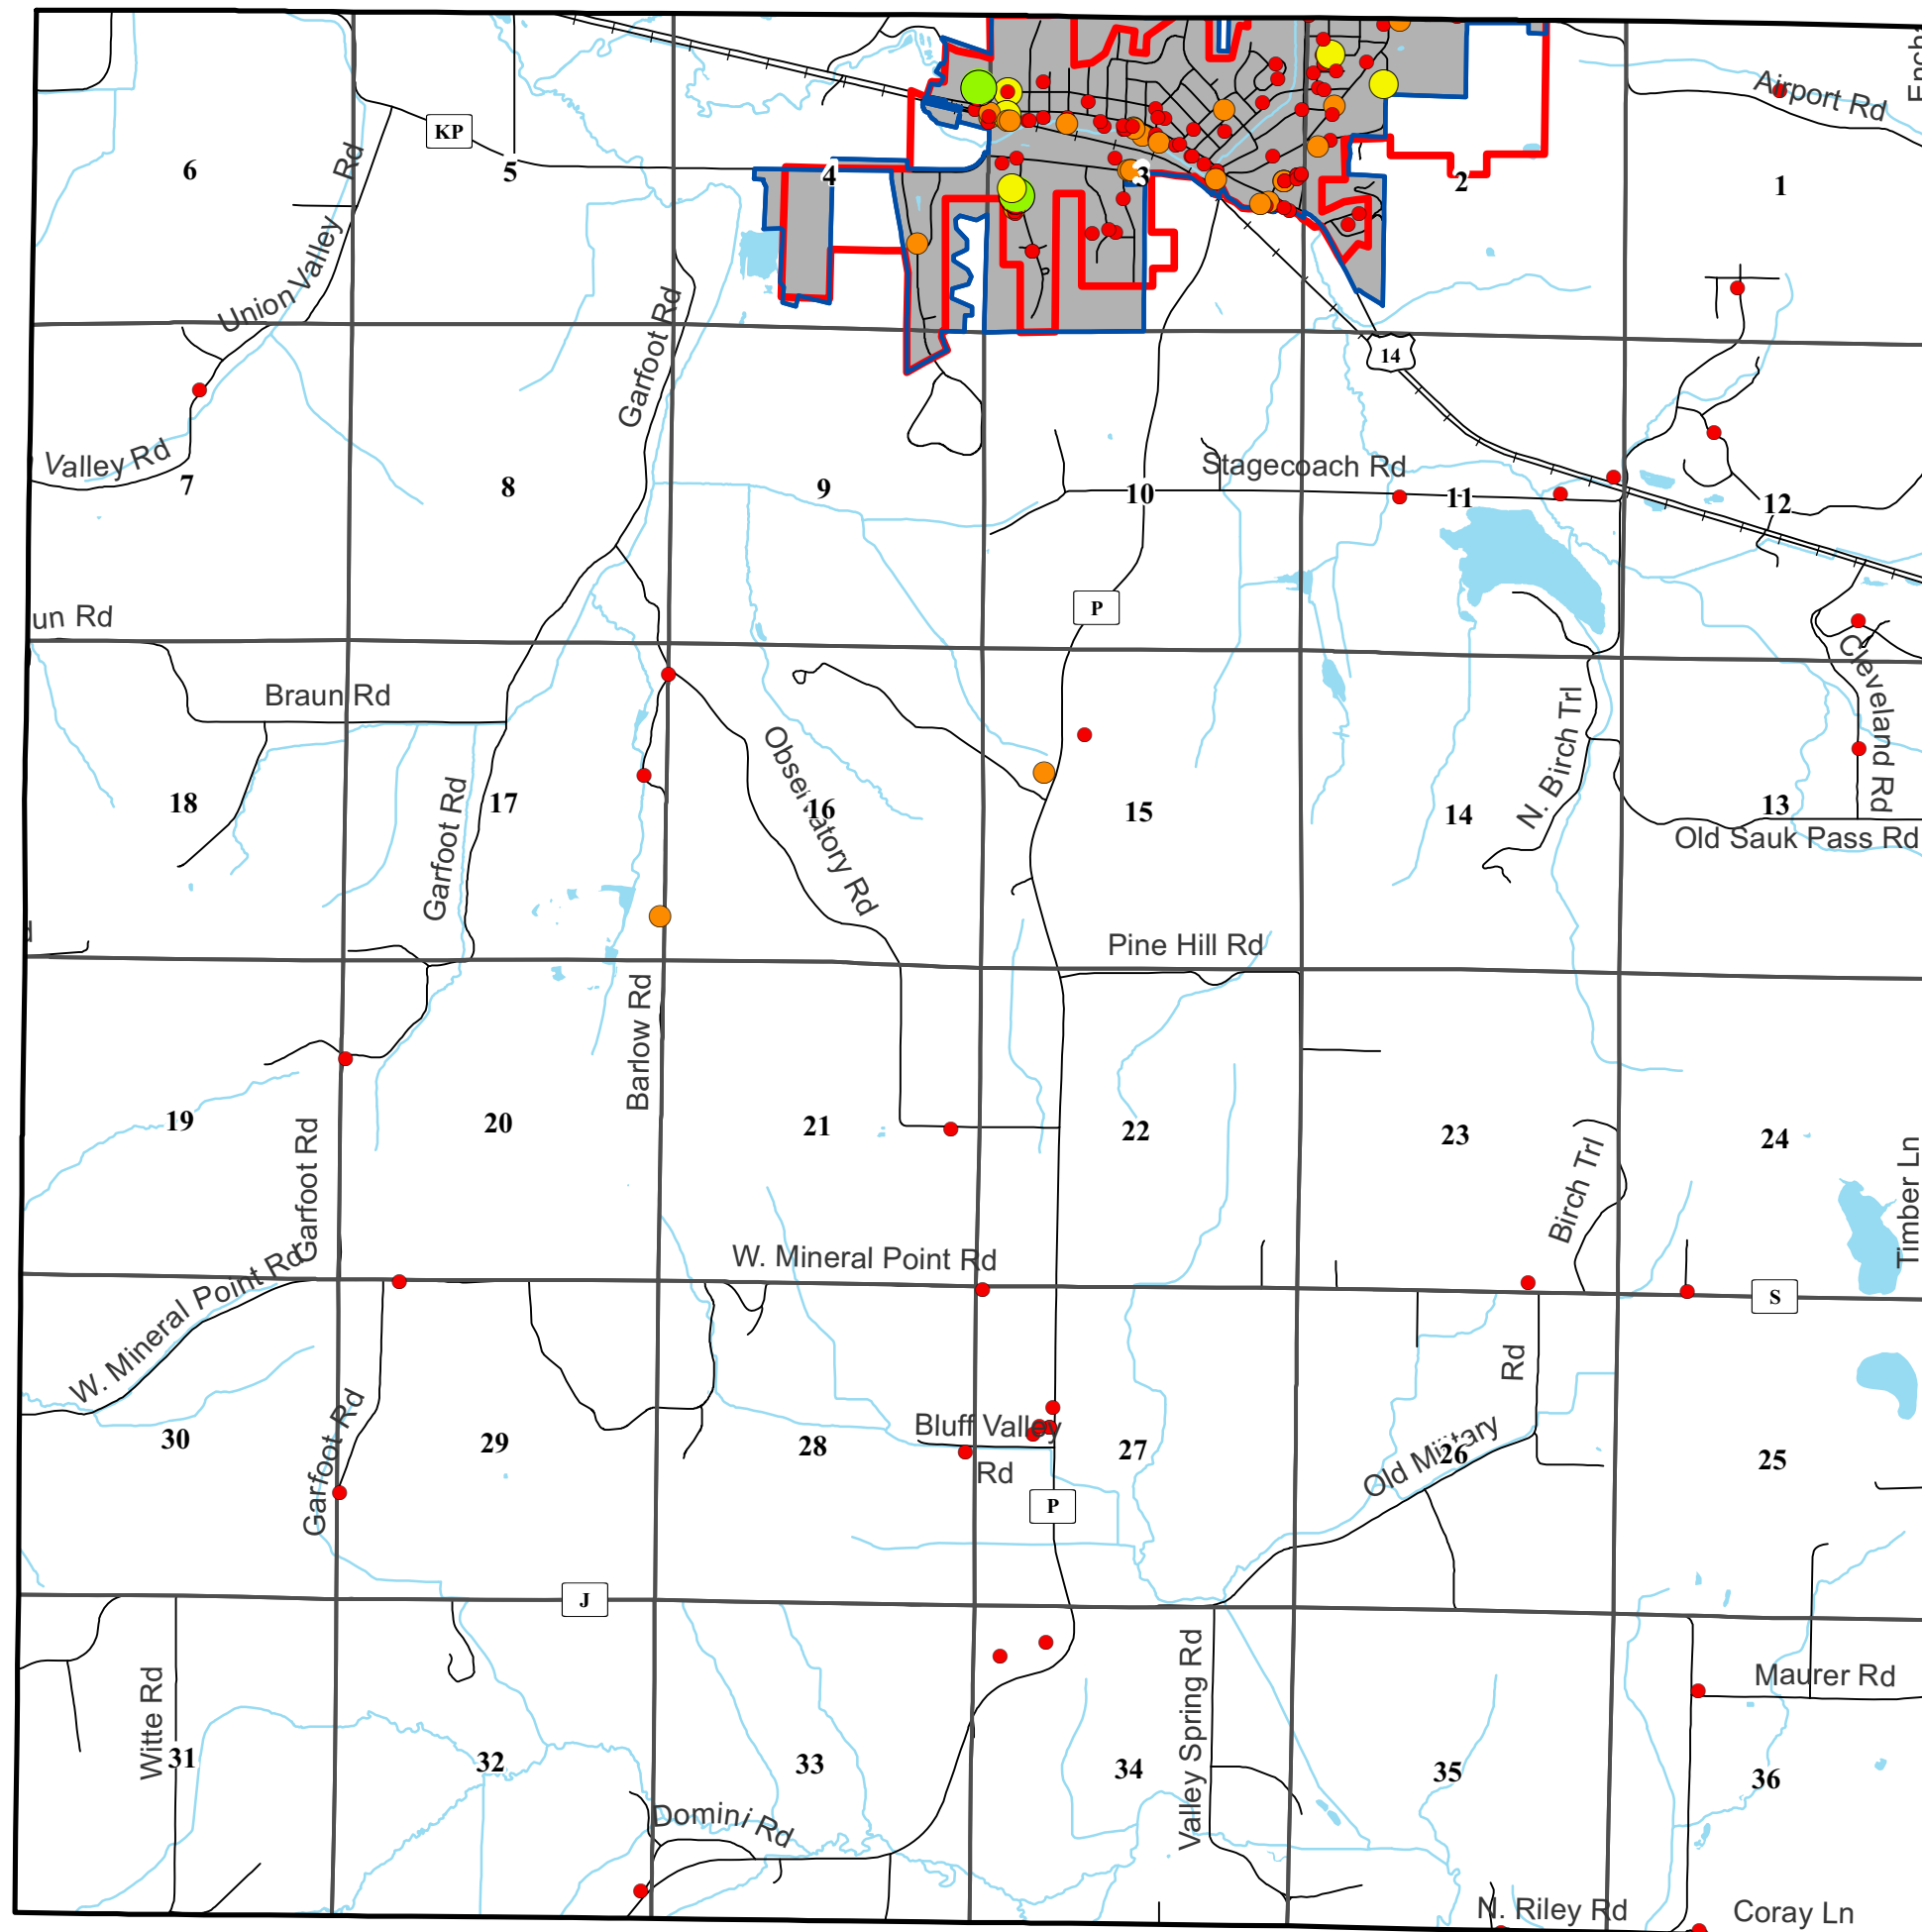 Ench
Airport Rd
KP
6
5
4
3
2
1
Union Valley
Rd
Garfoot Rd
14
Valley Rd
7
8
9
Stagecoach Rd
10
11
12
un Rd
P
Cleveland Rd
Braun Rd
N. Birch Trl
Observatory Rd
18
Garfoot Rd
17
16
15
14
13
Old Sauk Pass Rd
Pine Hill Rd
Barlow Rd
19
Garfoot Rd
20
21
22
23
Birch Trl
24
Timber Ln
W. Mineral Point Rd
W. Mineral Point Rd
S
Rd
Garfoot Rd
30
29
28
Bluff Valley
Rd
27
Old Military
26
25
P
J
Witte Rd
31
32
33
34
Valley Spring Rd
35
Maurer Rd
36
Domini Rd
N. Riley Rd
Coray Ln